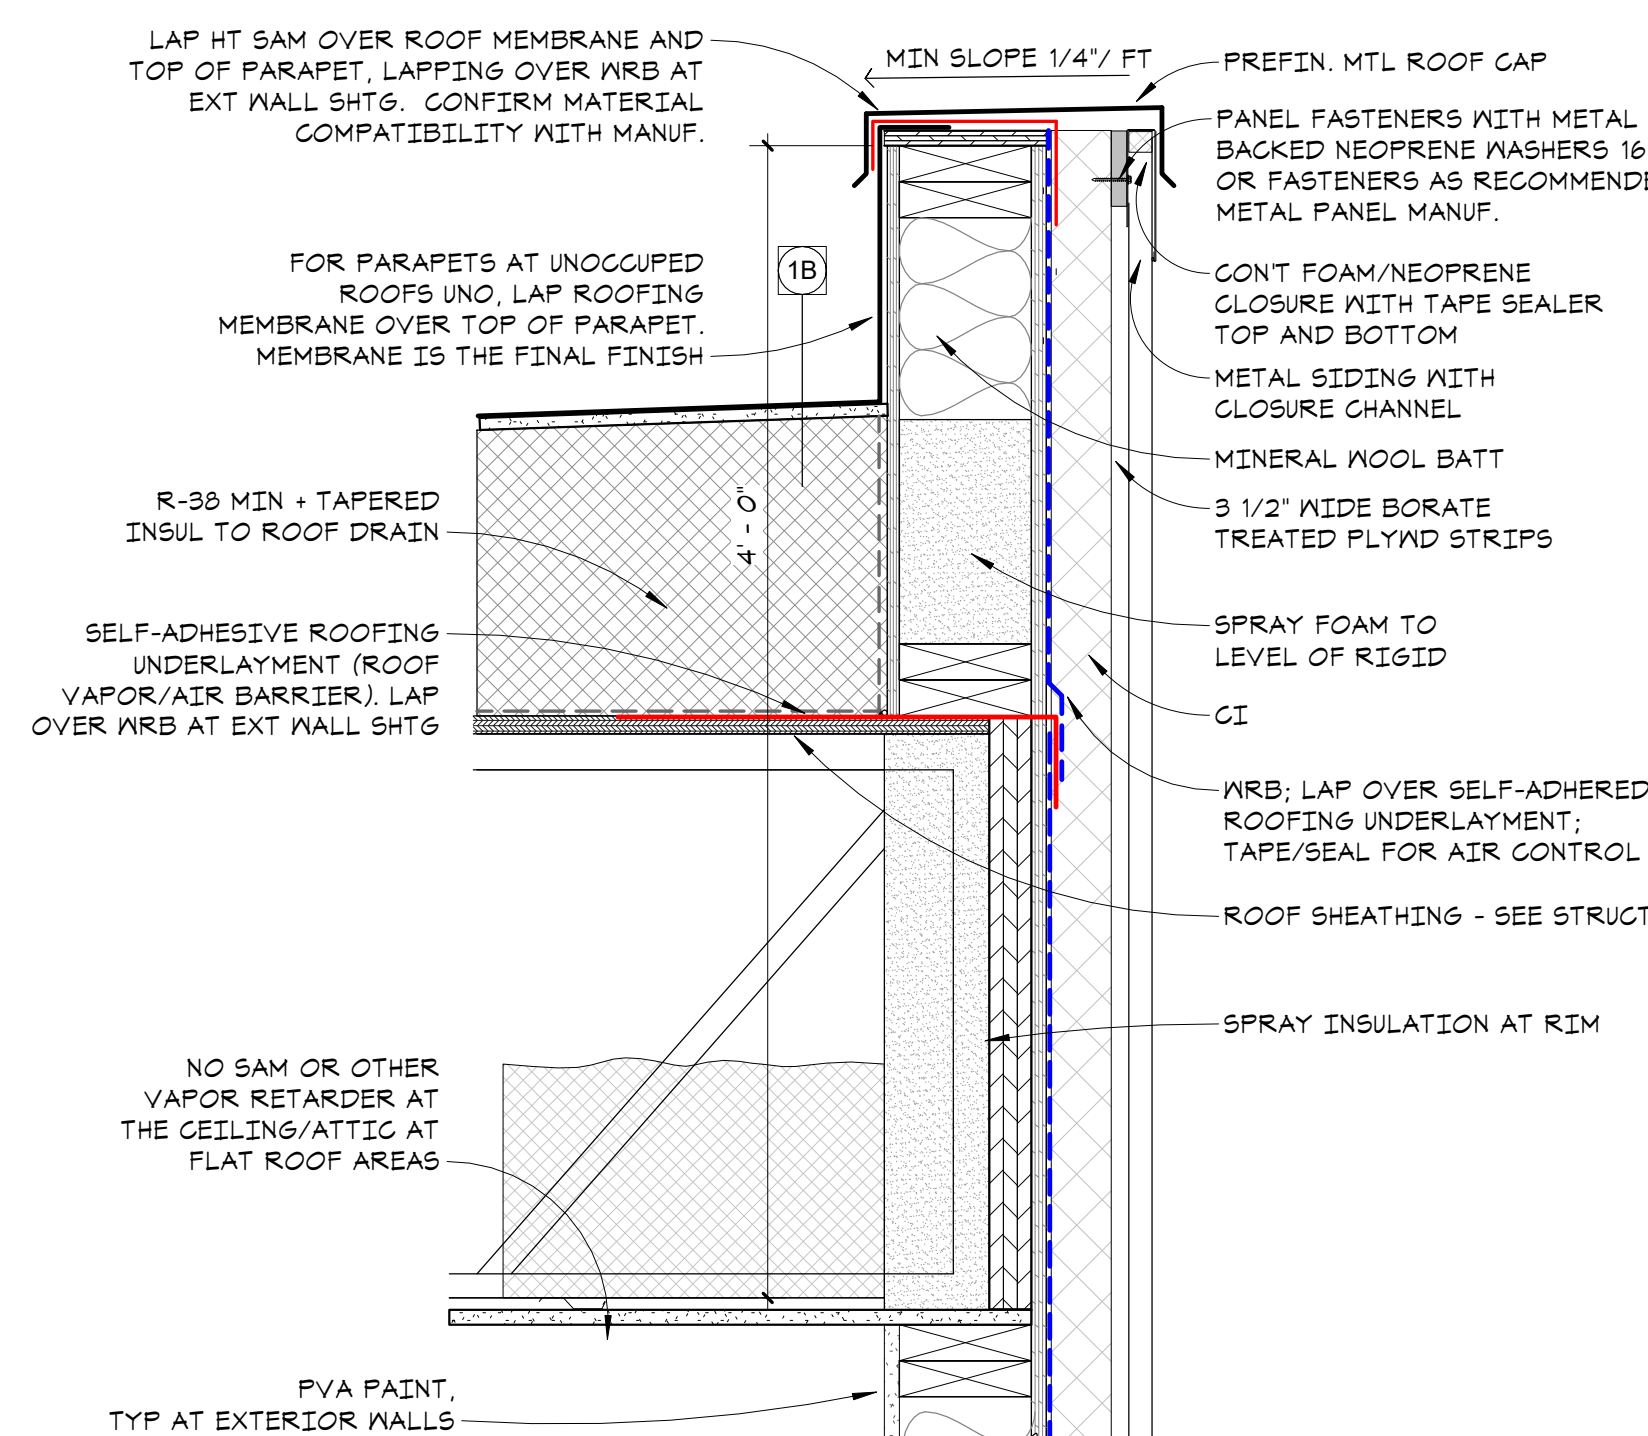 LAP HT SAM OVER ROOF MEMBRANE AND
TOP OF PARAPET, LAPPING OVER WRB AT
EXT WALL SHTG. CONFIRM MATERIAL
COMPATIBILITY WITH MANUF.
MIN SLOPE 1/4"/ FT
PREFIN. MTL ROOF CAP
PANEL FASTENERS WITH METAL
BACKED NEOPRENE WASHERS 16
OR FASTENERS AS RECOMMENDE
METAL PANEL MANUF.
FOR PARAPETS AT UNOCCUPED
ROOFS UNO, LAP ROOFING
MEMBRANE OVER TOP OF PARAPET.
MEMBRANE IS THE FINAL FINISH
1B
CON'T FOAM/NEOPRENE
CLOSURE WITH TAPE SEALER
TOP AND BOTTOM
METAL SIDING WITH
CLOSURE CHANNEL
MINERAL WOOL BATT
3 1/2" WIDE BORATE
TREATED PLYWD STRIPS
R-38 MIN + TAPERED
INSUL TO ROOF DRAIN
4' - 0"
SPRAY FOAM TO
LEVEL OF RIGID
SELF-ADHESIVE ROOFING
UNDERLAYMENT (ROOF
VAPOR/AIR BARRIER). LAP
OVER WRB AT EXT WALL SHTG
CI
WRB; LAP OVER SELF-ADHERED
ROOFING UNDERLAYMENT;
TAPE/SEAL FOR AIR CONTROL
ROOF SHEATHING - SEE STRUCT
SPRAY INSULATION AT RIM
NO SAM OR OTHER
VAPOR RETARDER AT
THE CEILING/ATTIC AT
FLAT ROOF AREAS
PVA PAINT,
TYP AT EXTERIOR WALLS